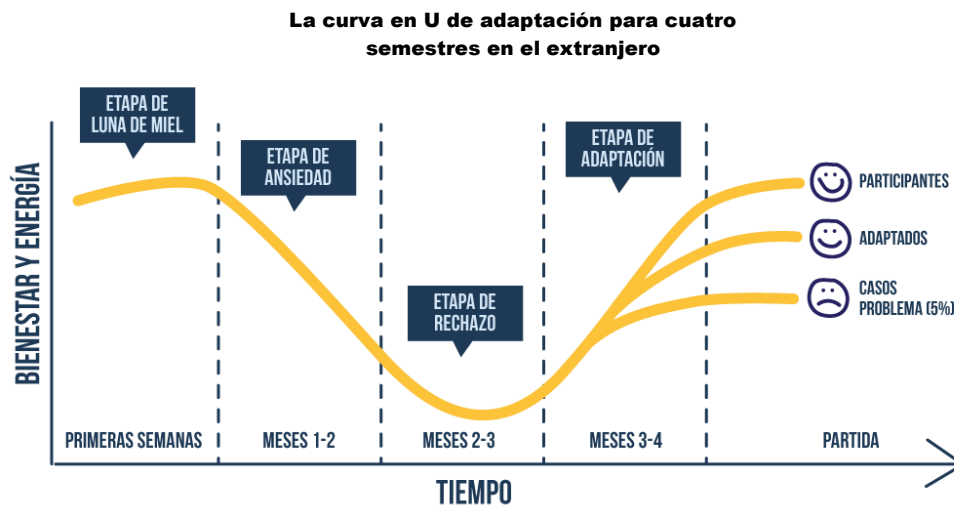 La curva en U de adaptación para cuatro
semestres en el extranjero
ETAPA DE
LUNA DE MIEL
ETAPA DE
ANSIEDAD
ETAPA DE
RECHAZO
ETAPA DE
ADAPTACIÓN
PARTICIPANTES
ADAPTADOS
CASOS
PROBLEMA (5%)
BIENESTAR Y ENERGÍA
PRIMERAS SEMANAS
MESES 1-2
MESES 2-3
MESES 3-4
PARTIDA
TIEMPO